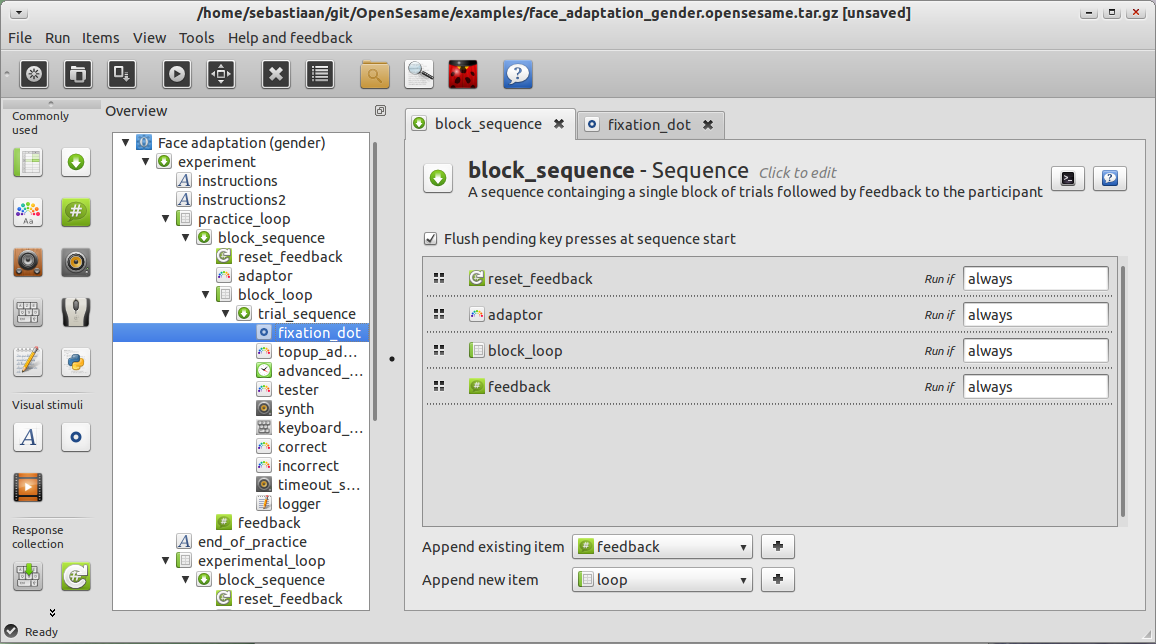 /home/sebastiaan/git/OpenSesame/examples/face_adaptation_gender.opensesame.tar.gz [unsaved]
File Run Items View Tools Help and feedback
Commonly
used
Aa
Visual stimuli
Response
collection
Overview
Face adaptation (gender)
experiment
instructions
instructions2
practice_loop
block_sequence
reset_feedback
adaptor
block_loop
trial_sequence
fixation_dot
topup_ad...
advanced_...
tester
synth
keyboard_...
correct
incorrect
timeout_s...
logger
feedback
end_of_practice
experimental_loop
block_sequence
reset_feedback
block_sequence
fixation_dot
block_sequence - Sequence Click to edit
A sequence containging a single block of trials followed by feedback to the participant
Flush pending key presses at sequence start
reset_feedback Run if always
adaptor Run if always
block_loop Run if always
feedback Run if always
Append existing item feedback
Append new item loop
Ready